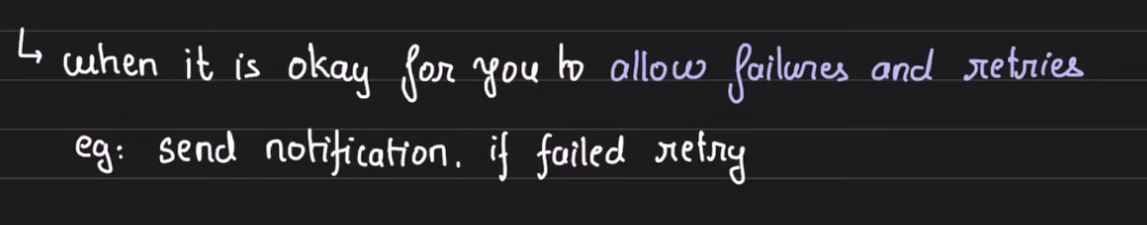 ↳ when it is okay for you to allow failures and retries
eg: send notification. if failed retry